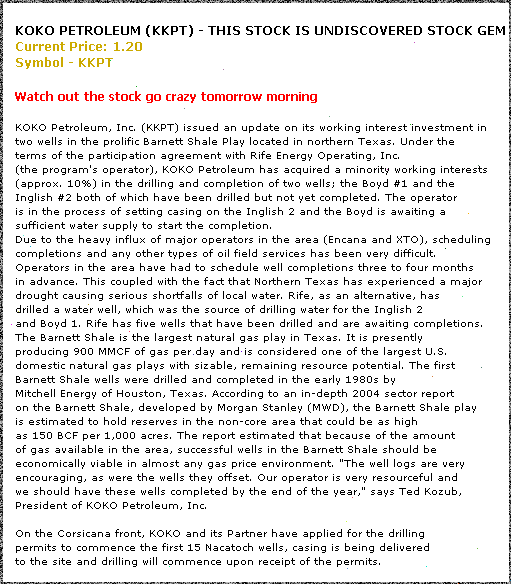 KOKO PETROLEUM (KKPT) - THIS STOCK IS UNDISCOVERED STOCK GEM
Current Price: 1.20
Symbol - KKPT
Watch out the stock go crazy tomorrow morning
KOKO Petroleum, Inc. (KKPT) issued an update on its working interest investment in
two wells in the prolific Barnett Shale Play located in northern Texas. Under the
terms of the participation agreement with Rife Energy Operating, Inc.
(the program's operator), KOKO Petroleum has acquired a minority working interests
(approx. 10%) in the drilling and completion of two wells; the Boyd #1 and the
Inglish #2 both of which have been drilled but not yet completed. The operator
is in the process of setting casing on the Inglish 2 and the Boyd is awaiting a
sufficient water supply to start the completion.
Due to the heavy influx of major operators in the area (Encana and XTO), scheduling
completions and any other types of oil field services has been very difficult.
Operators in the area have had to schedule well completions three to four months
in advance. This coupled with the fact that Northern Texas has experienced a major
drought causing serious shortfalls of local water. Rife, as an alternative, has
drilled a water well, which was the source of drilling water for the Inglish 2
and Boyd 1. Rife has five wells that have been drilled and are awaiting completions.
The Barnett Shale is the largest natural gas play in Texas. It is presently
producing 900 MMCF of gas per day and is considered one of the largest U.S.
domestic natural gas plays with sizable, remaining resource potential. The first
Barnett Shale wells were drilled and completed in the early 1980s by
Mitchell Energy of Houston, Texas. According to an in-depth 2004 sector report
on the Barnett Shale, developed by Morgan Stanley (MWD), the Barnett Shale play
is estimated to hold reserves in the non-core area that could be as high
as 150 BCF per 1,000 acres. The report estimated that because of the amount
of gas available in the area, successful wells in the Barnett Shale should be
economically viable in almost any gas price environment. "The well logs are very
encouraging, as were the wells they offset. Our operator is very resourceful and
we should have these wells completed by the end of the year," says Ted Kozub,
President of KOKO Petroleum, Inc.
On the Corsicana front, KOKO and its Partner have applied for the drilling
permits to commence the first 15 Nacatoch wells, casing is being delivered
to the site and drilling will commence upon receipt of the permits.